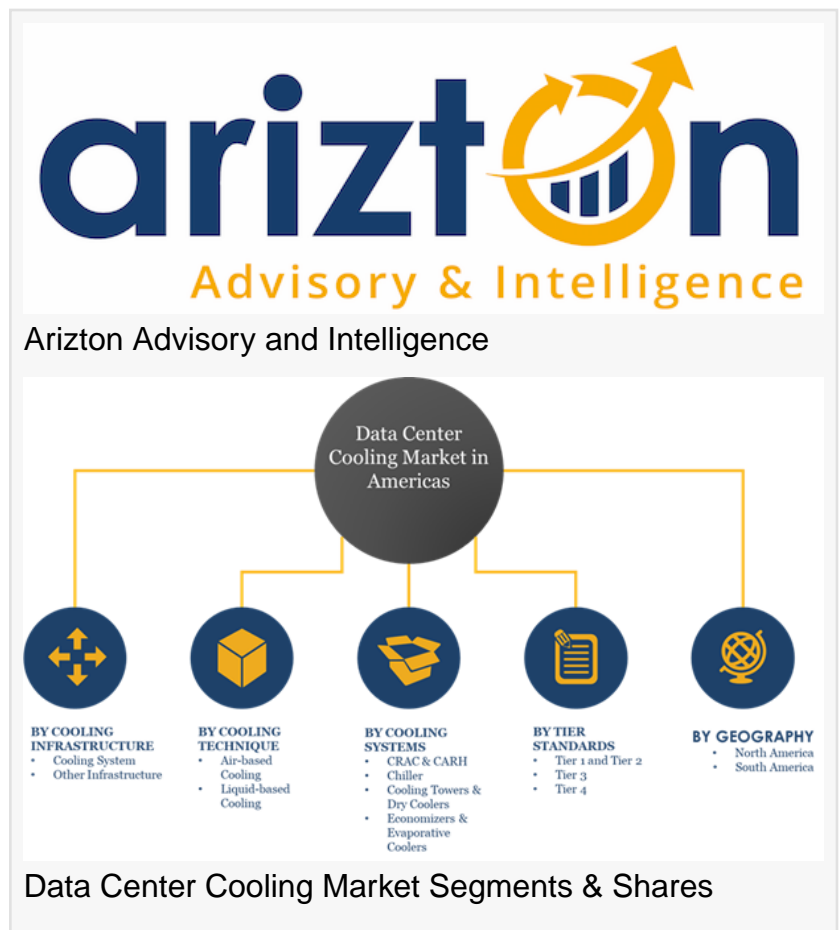 arizton
Advisory & Intelligence
Arizton Advisory and Intelligence
Data Center
Cooling Market in
Americas
BY COOLING
INFRASTRUCTURE
• Cooling System
• Other Infrastructure
BY COOLING
TECHNIQUE
• Air-based
Cooling
• Liquid-based
Cooling
BY COOLING
SYSTEMS
• CRAC & CARH
• Chiller
• Cooling Towers &
Dry Coolers
• Economizers &
Evaporative
Coolers
BY TIER
STANDARDS
• Tier 1 and Tier 2
• Tier 3
• Tier 4
BY GEOGRAPHY
• North America
• South America
Data Center Cooling Market Segments & Shares